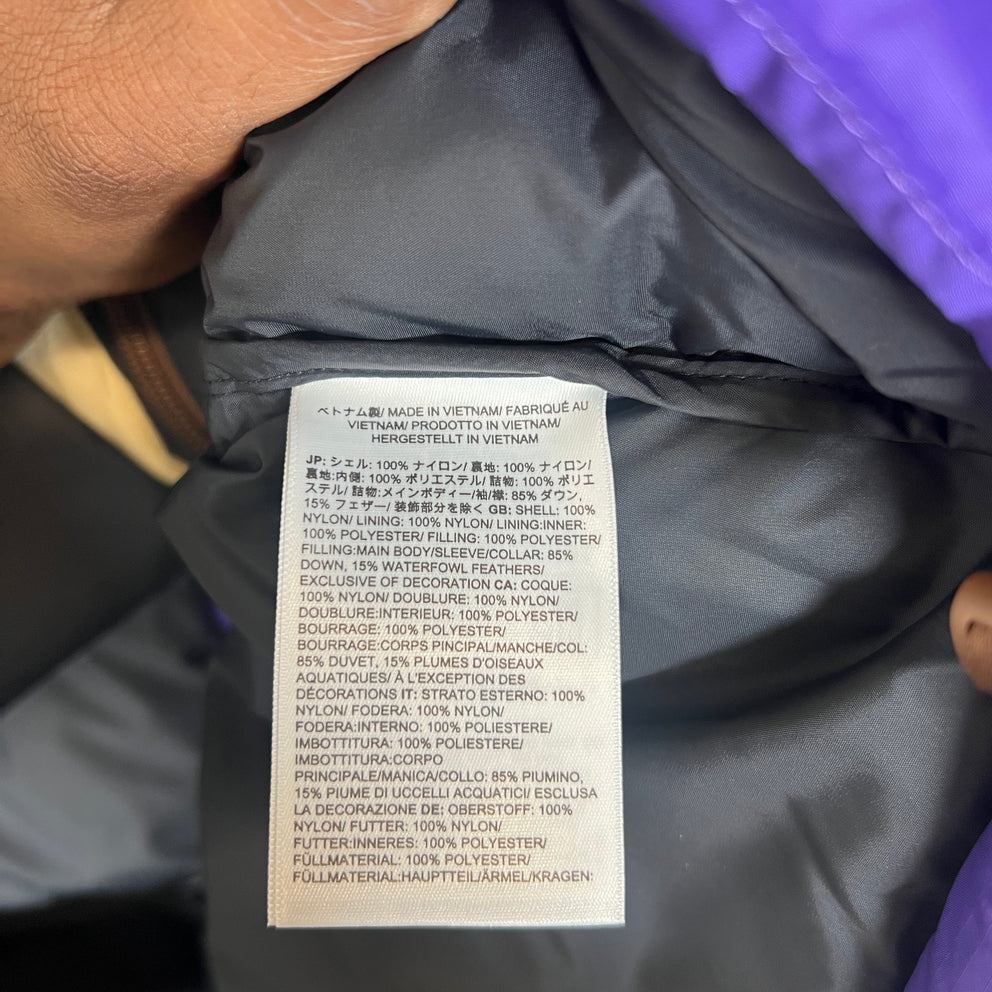 ベトナム製/ MADE IN VIETNAM/ FABRIQUÉ AU
VIETNAM/ PRODOTTO IN VIETNAM/
HERGESTELLT IN VIETNAM
JP: シェル: 100% ナイロン/ 裏地: 100% ナイロン/
裏地:内側: 100% ポリエステル/ 詰物: 100% ポリエ
ステル/ 詰物:メインボディー/袖/襟: 85% ダウン,
15% フェザー/ 装飾部分を除く GB: SHELL: 100%
NYLON/ LINING: 100% NYLON/ LINING:INNER:
100% POLYESTER/ FILLING: 100% POLYESTER/
FILLING:MAIN BODY/SLEEVE/COLLAR: 85%
DOWN, 15% WATERFOWL FEATHERS/
EXCLUSIVE OF DECORATION CA: COQUE:
100% NYLON/ DOUBLURE: 100% NYLON/
DOUBLURE:INTERIEUR: 100% POLYESTER/
BOURRAGE: 100% POLYESTER/
BOURRAGE:CORPS PINCIPAL/MANCHE/COL:
85% DUVET, 15% PLUMES D'OISEAUX
AQUATIQUES/ À L'EXCEPTION DES
DÉCORATIONS IT: STRATO ESTERNO: 100%
NYLON/ FODERA: 100% NYLON/
FODERA:INTERNO: 100% POLIESTERE/
IMBOTTITURA: 100% POLIESTERE/
IMBOTTITURA:CORPO
PRINCIPALE/MANICA/COLLO: 85% PIUMINO,
15% PIUME DI UCCELLI ACQUATICI/ ESCLUSA
LA DECORAZIONE DE: OBERSTOFF: 100%
NYLON/ FUTTER: 100% NYLON/
FUTTER:INNERES: 100% POLYESTER/
FÜLLMATERIAL: 100% POLYESTER/
FÜLLMATERIAL:HAUPTTEIL/ÄRMEL/KRAGEN: